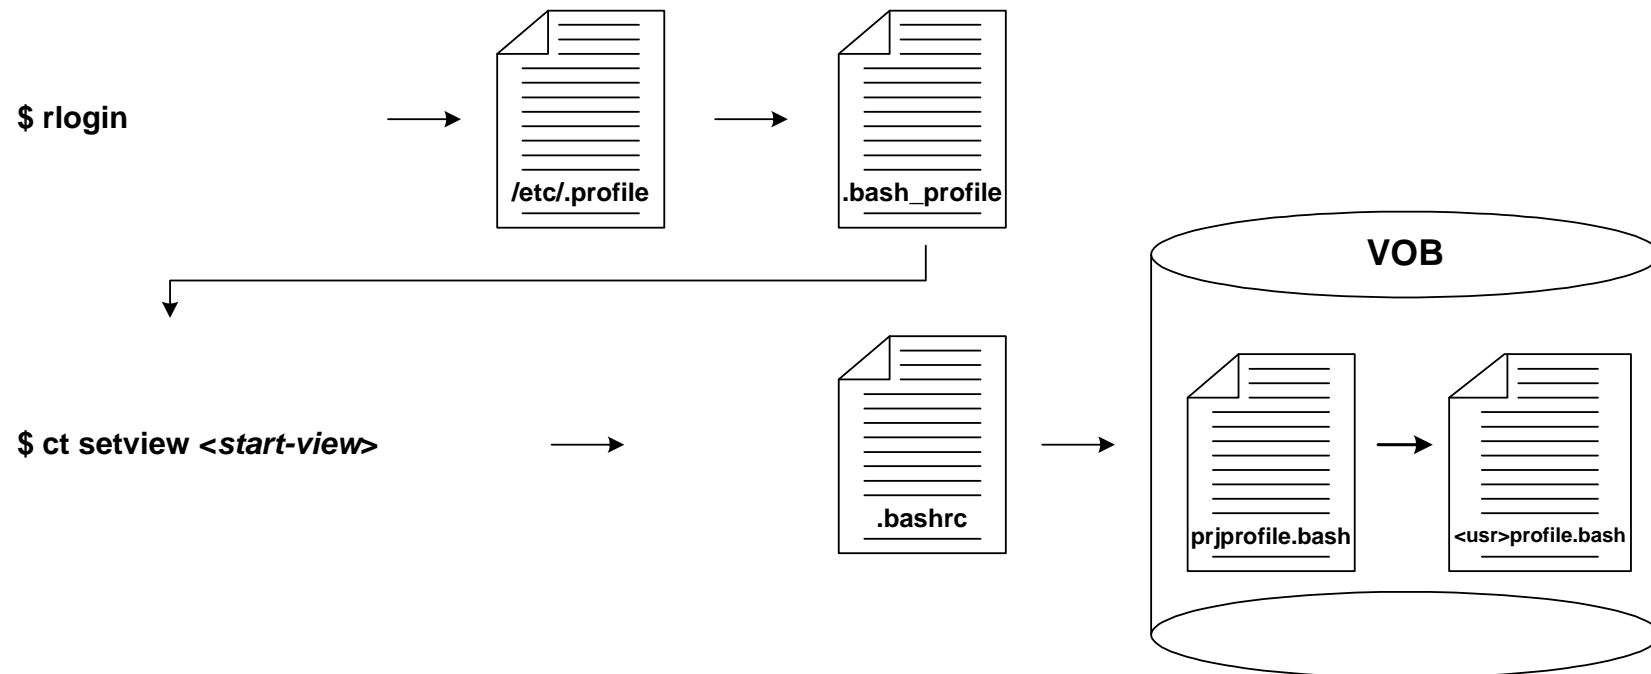 $ rlogin
/etc/.profile
.bash_profile
VOB
$ ct setview <start-view>
.bashrc
prjprofile.bash
<usr>profile.bash